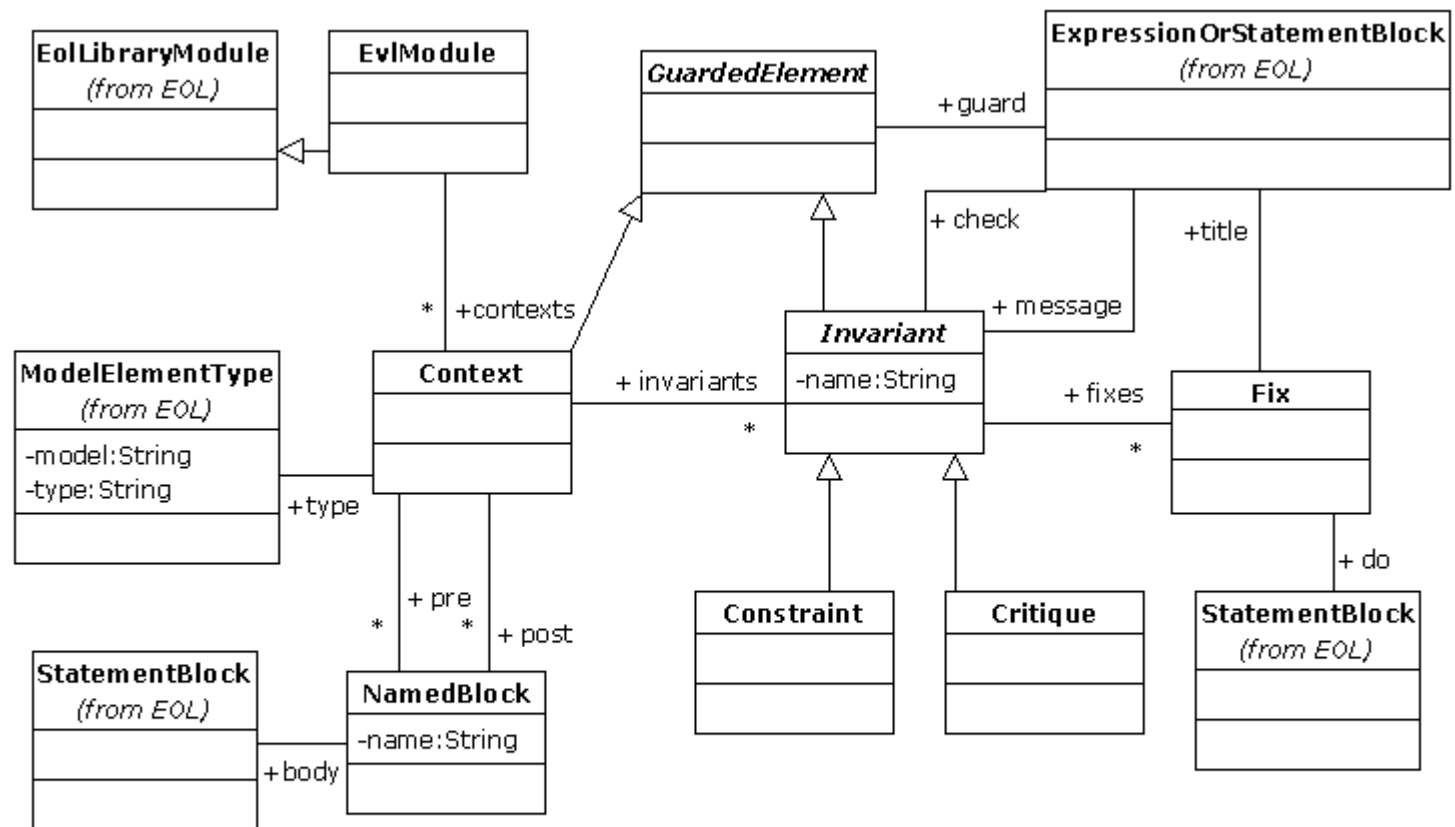 EolLibraryModule
(from EOL)
EvlModule
GuardedElement
ExpressionOrStatementBlock
(from EOL)
+guard
+ check
+title
+ message
* +contexts
ModelElementType
(from EOL)
-model:String
-type:String
+type
Context
+ invariants
*
Invariant
-name:String
+ fixes
*
Fix
+ do
+ pre
*
*
+ post
Constraint
Critique
StatementBlock
(from EOL)
StatementBlock
(from EOL)
+body
NamedBlock
-name:String